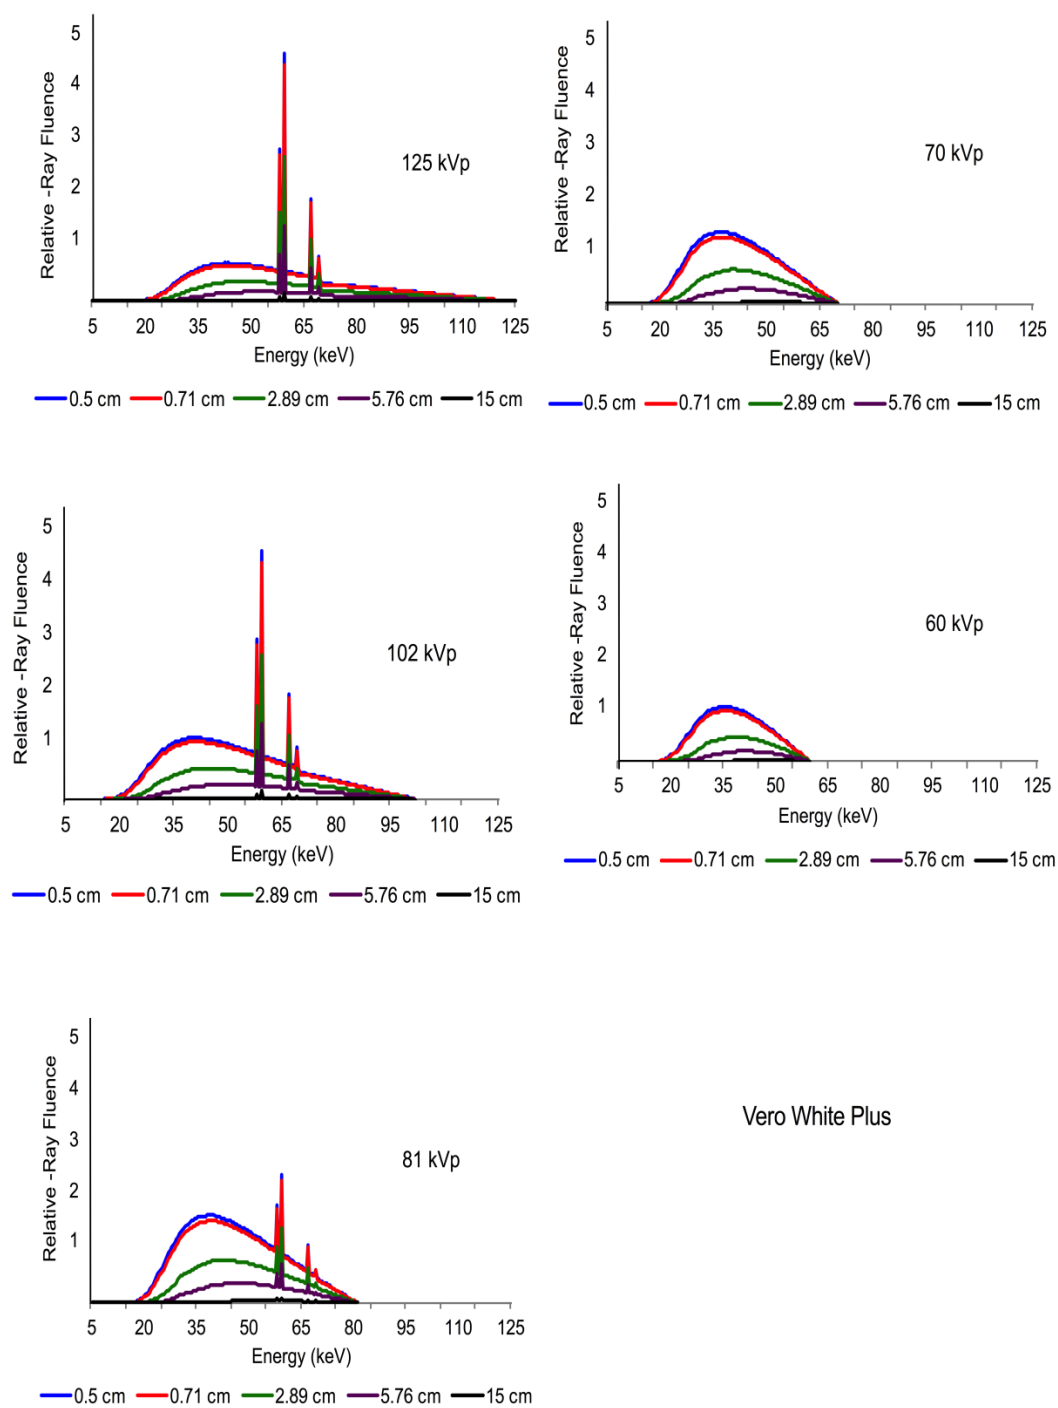 5
4
3
2
1
Relative -Ray Fluence
125 kVp
5 20 35 50 65 80 95 110 125
Energy (keV)
0.5 cm 0.71 cm 2.89 cm 5.76 cm 15 cm
5
4
3
2
1
Relative -Ray Fluence
70 kVp
5 20 35 50 65 80 95 110 125
Energy (keV)
0.5 cm 0.71 cm 2.89 cm 5.76 cm 15 cm
5
4
3
2
1
Relative -Ray Fluence
102 kVp
5 20 35 50 65 80 95 110 125
Energy (keV)
0.5 cm 0.71 cm 2.89 cm 5.76 cm 15 cm
5
4
3
2
1
Relative -Ray Fluence
60 kVp
5 20 35 50 65 80 95 110 125
Energy (keV)
0.5 cm 0.71 cm 2.89 cm 5.76 cm 15 cm
5
4
3
2
1
Relative -Ray Fluence
81 kVp
5 20 35 50 65 80 95 110 125
Energy (keV)
0.5 cm 0.71 cm 2.89 cm 5.76 cm 15 cm
Vero White Plus